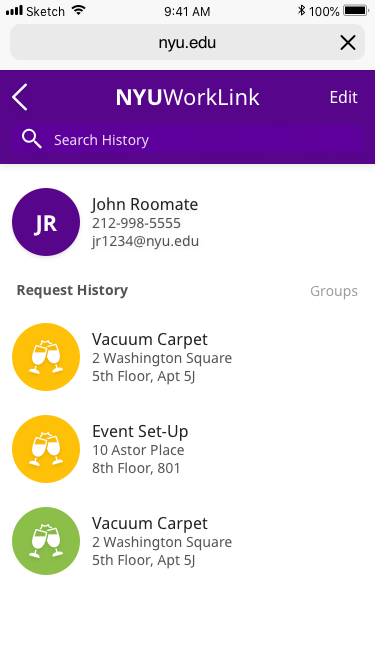 Sketch 9:41 AM 100%
nyu.edu
NYUWorkLink Edit
Search History
JR
John Roomate
212-998-5555
jr1234@nyu.edu
Request History Groups
Vacuum Carpet
2 Washington Square
5th Floor, Apt 5J
Event Set-Up
10 Astor Place
8th Floor, 801
Vacuum Carpet
2 Washington Square
5th Floor, Apt 5J